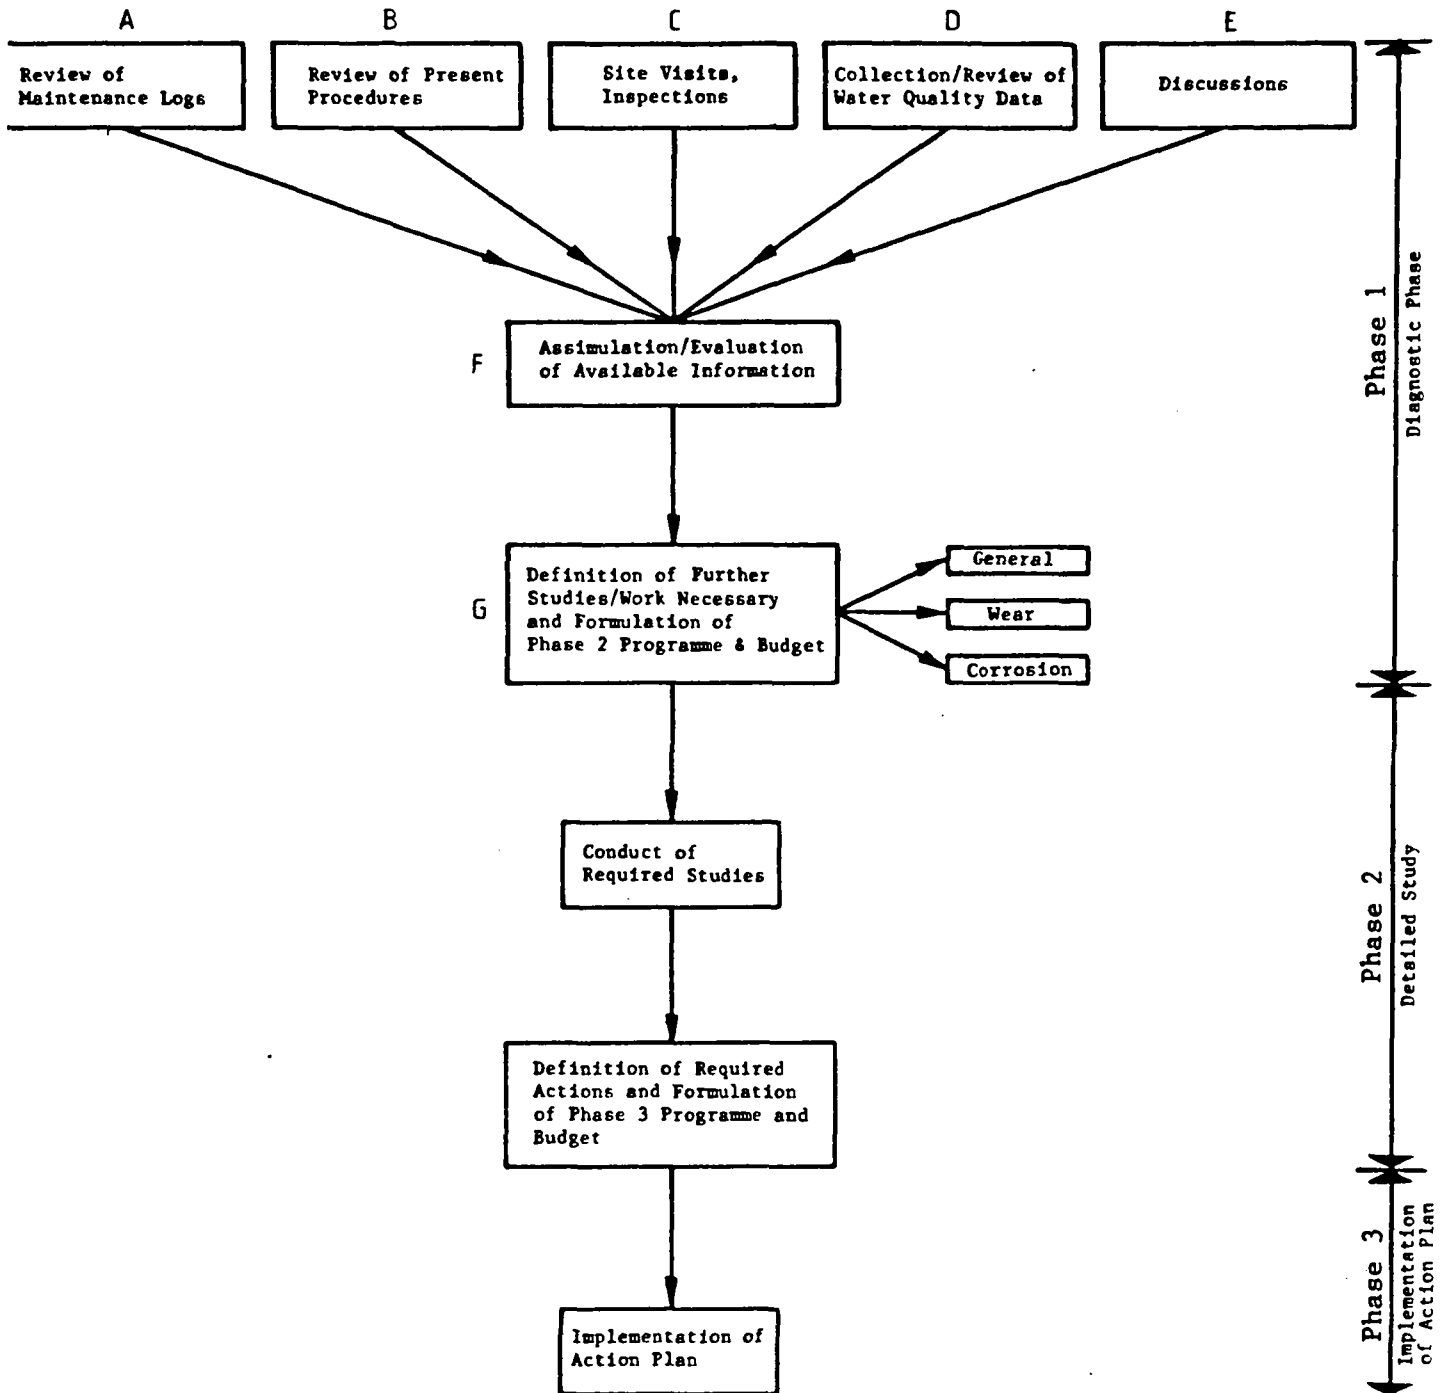 A B C D E
Review of
Maintenance Logs
Review of Present
Procedures
Site Visits,
Inspections
Collection/Review of
Water Quality Data
Discussions
F
Assimulation/Evaluation
of Available Information
G
Definition of Further
Studies/Work Necessary
and Formulation of
Phase 2 Programme & Budget
General
Wear
Corrosion
Conduct of
Required Studies
Definition of Required
Actions and Formulation
of Phase 3 Programme and
Budget
Implementation of
Action Plan
Phase 1
Diagnostic Phase
Phase 2
Detailed Study
Phase 3
Implementation
of Action Plan